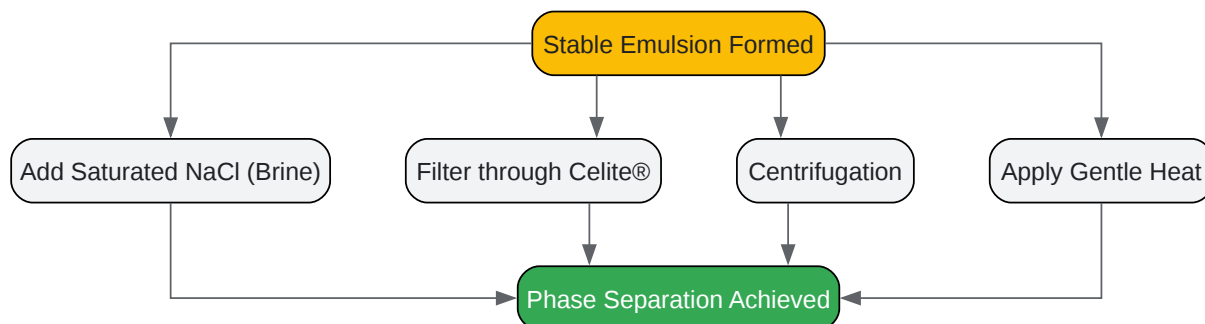 Stable Emulsion Formed
Add Saturated NaCl (Brine)
Filter through Celite®
Centrifugation
Apply Gentle Heat
Phase Separation Achieved